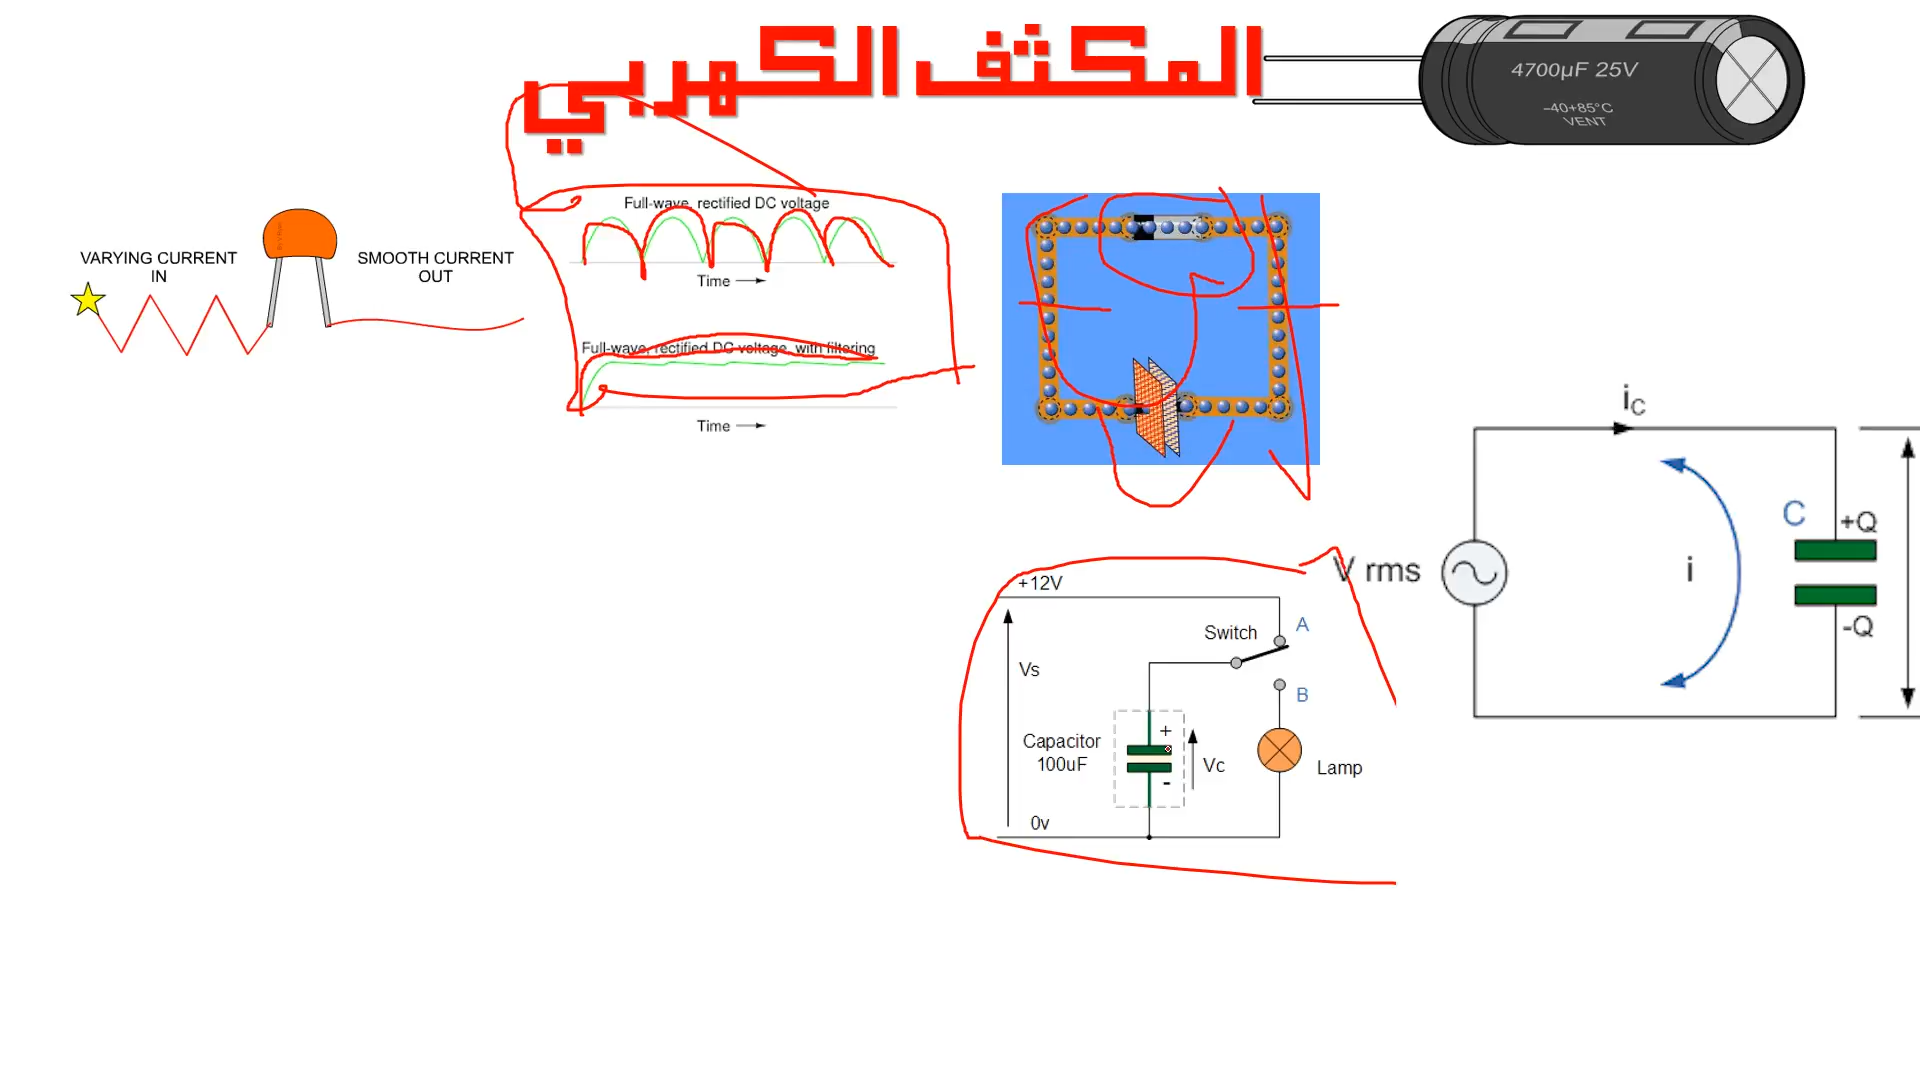 المكثف الكهربي
4700µF 25V
-40+85°C
VENT
VARYING CURRENT
IN
SMOOTH CURRENT
OUT
Full-wave, rectified DC voltage
Time
Full-wave, rectified DC voltage, with filtering
Time
+12V
Vs
Switch
A
B
Capacitor
100uF
+
-
Vc
Lamp
0v
iC
V rms
i
C
+Q
-Q